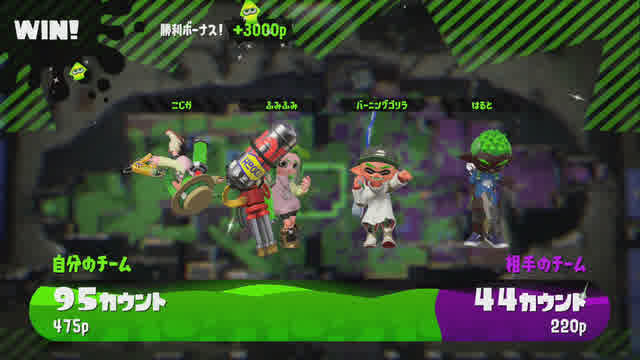 WIN!
勝利ボーナス! +3000p
こじか ふみふみ バーニングゴリラ はると
自分のチーム
95カウント
475p
相手のチーム
44カウント
220p